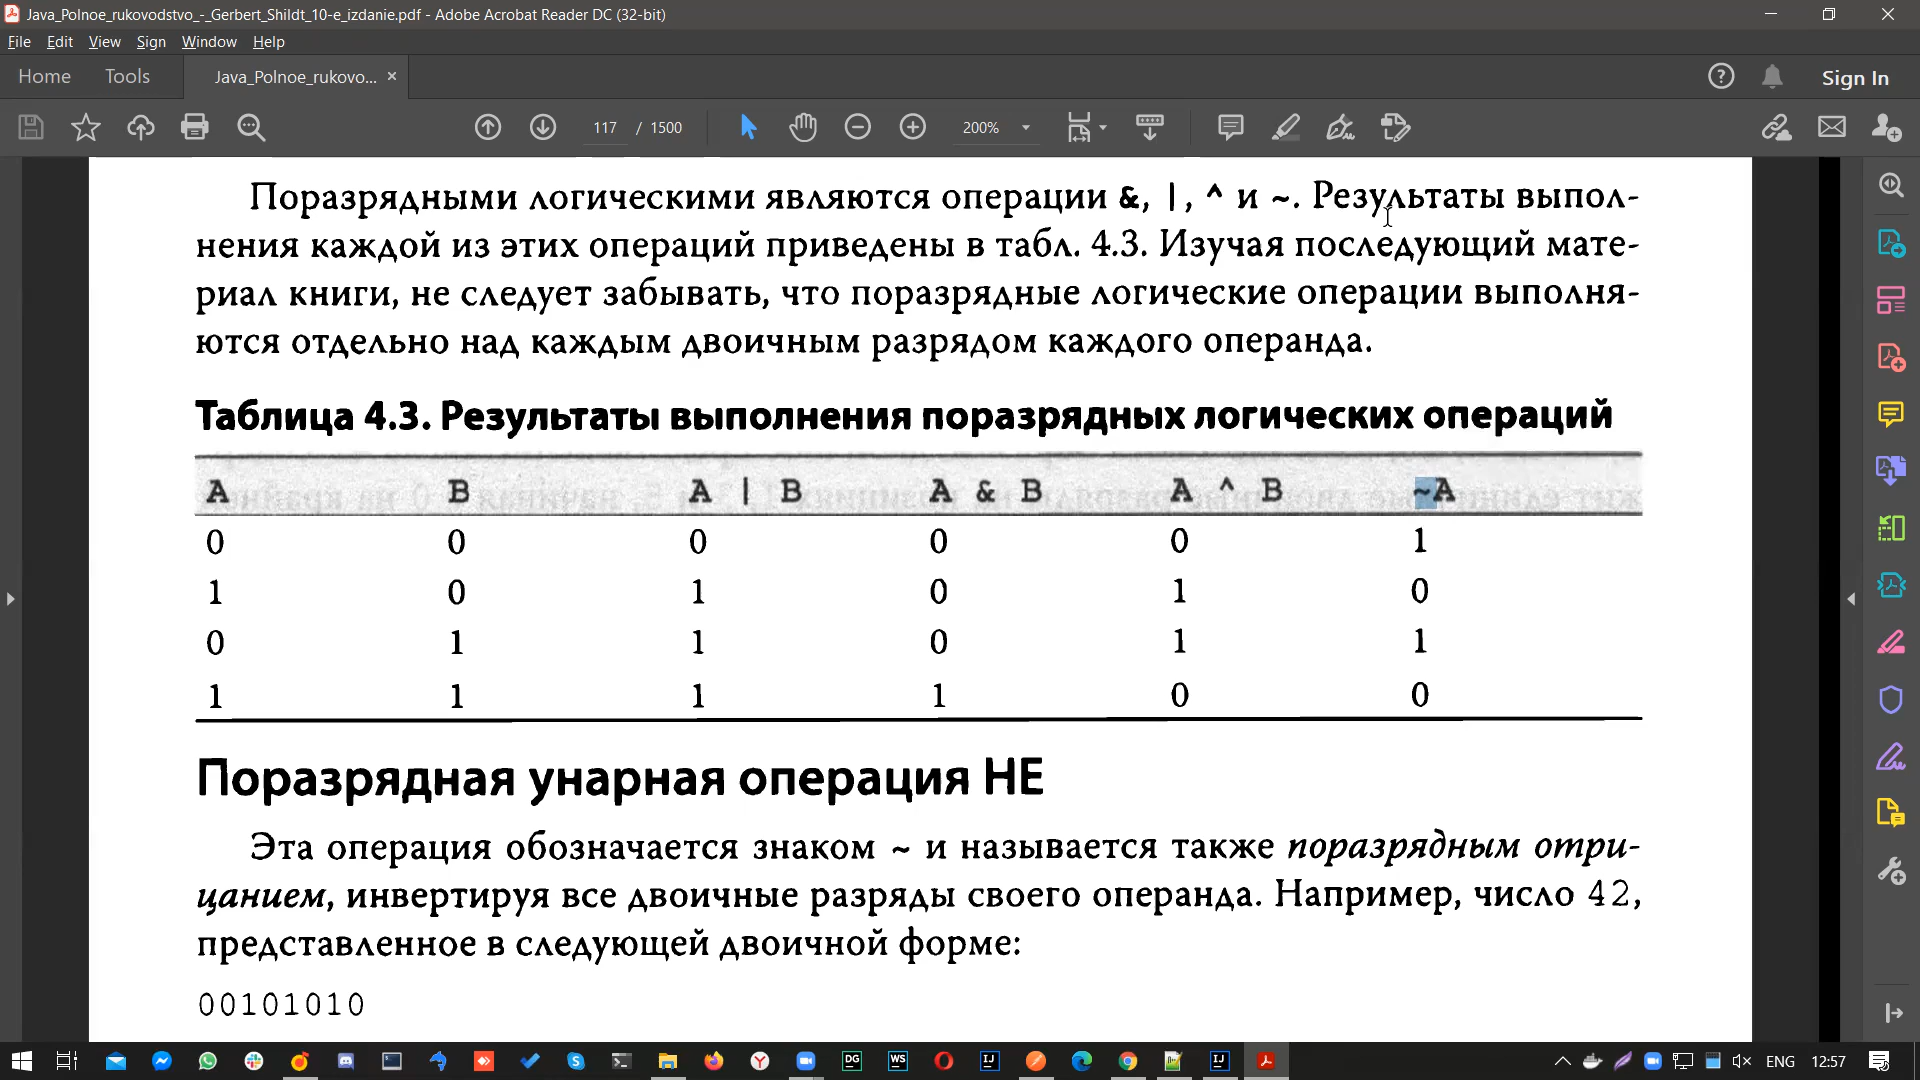 Java_Polnoe_rukovodstvo_-_Gerbert_Shildt_10-e_izdanie.pdf - Adobe Acrobat Reader DC (32-bit)
File Edit View Sign Window Help
Home Tools Java_Polnoe_rukovo... × Sign In
117 / 1500 200%
Поразрядными логическими являются операции &, |, ^ и ~. Результаты выпол-
нения каждой из этих операций приведены в табл. 4.3. Изучая последующий мате-
риал книги, не следует забывать, что поразрядные логические операции выполня-
ются отдельно над каждым двоичным разрядом каждого операнда.
Таблица 4.3. Результаты выполнения поразрядных логических операций
A B A | B A & B A ^ B ~A
0 0 0 0 0 1
1 0 1 0 1 0
0 1 1 0 1 1
1 1 1 1 0 0
Поразрядная унарная операция НЕ
Эта операция обозначается знаком ~ и называется также поразрядным отри-
цанием, инвертируя все двоичные разряды своего операнда. Например, число 42,
представленное в следующей двоичной форме:
00101010
DG WS IJ IJ ENG 12:57